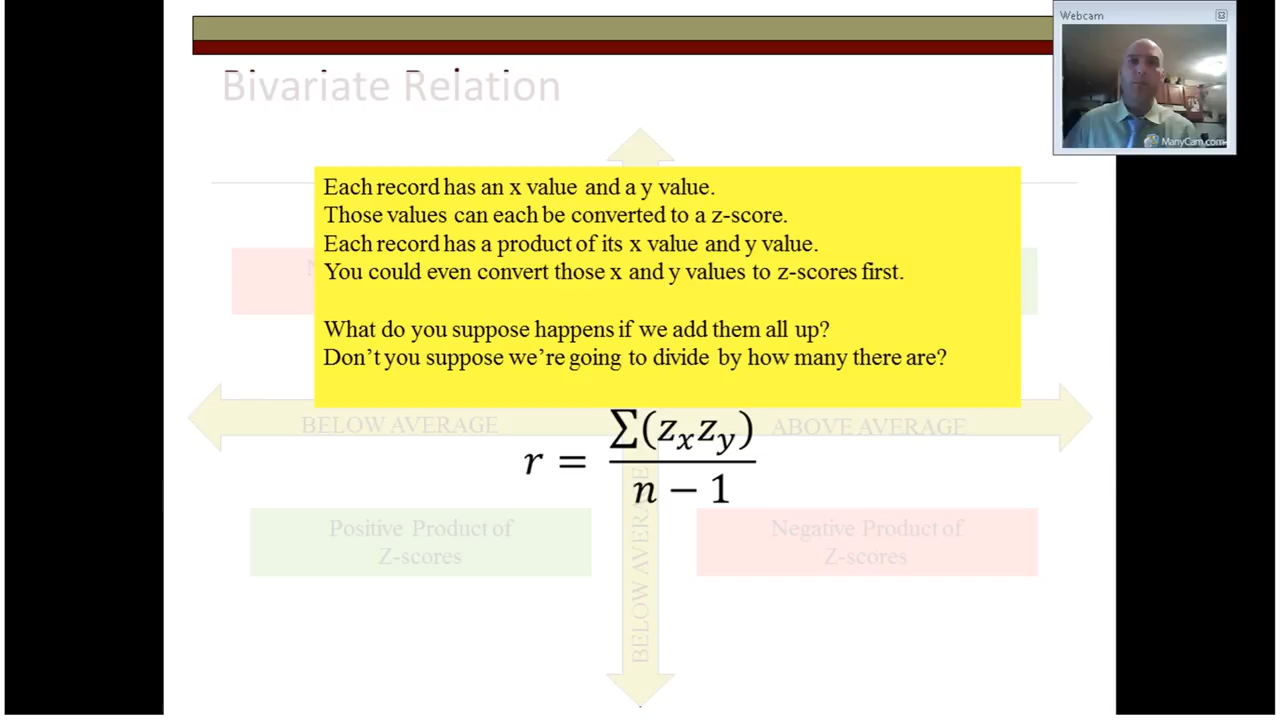 Webcam
ManyCam.com
Bivariate Relation
Each record has an x value and a y value.
Those values can each be converted to a z-score.
Each record has a product of its x value and y value.
You could even convert those x and y values to z-scores first.
What do you suppose happens if we add them all up?
Don't you suppose we're going to divide by how many there are?
BELOW AVERAGE
ABOVE AVERAGE
r = ∑(zₓzᵧ)
n − 1
BELOW AVERAGE
Positive Product of
Z-scores
Negative Product of
Z-scores